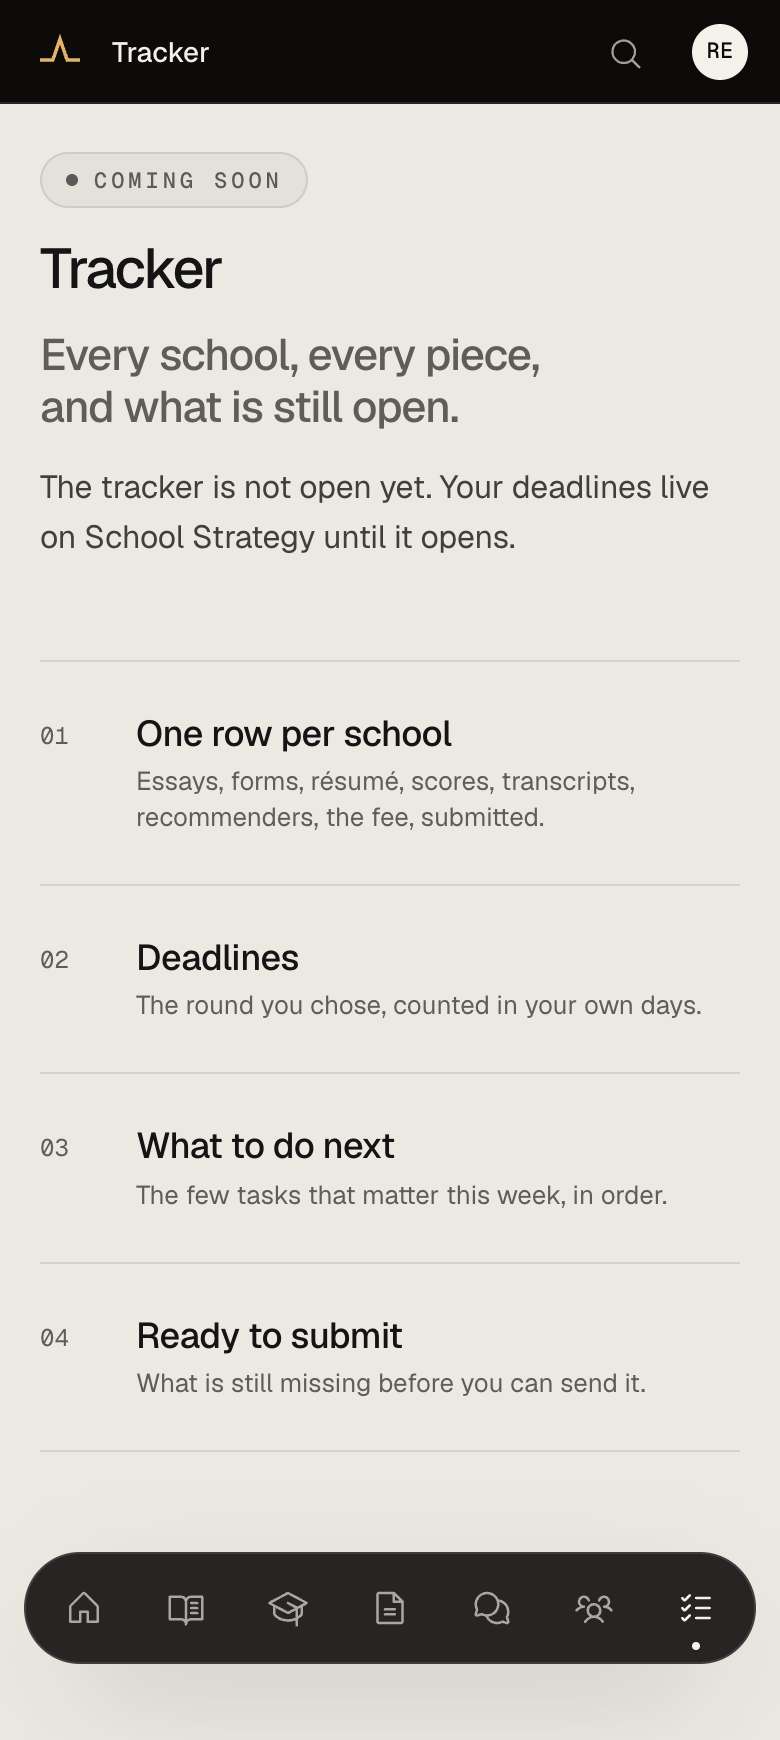 Tracker
RE
COMING SOON
Tracker
Every school, every piece,
and what is still open.
The tracker is not open yet. Your deadlines live
on School Strategy until it opens.
01
One row per school
Essays, forms, résumé, scores, transcripts,
recommenders, the fee, submitted.
02
Deadlines
The round you chose, counted in your own days.
03
What to do next
The few tasks that matter this week, in order.
04
Ready to submit
What is still missing before you can send it.